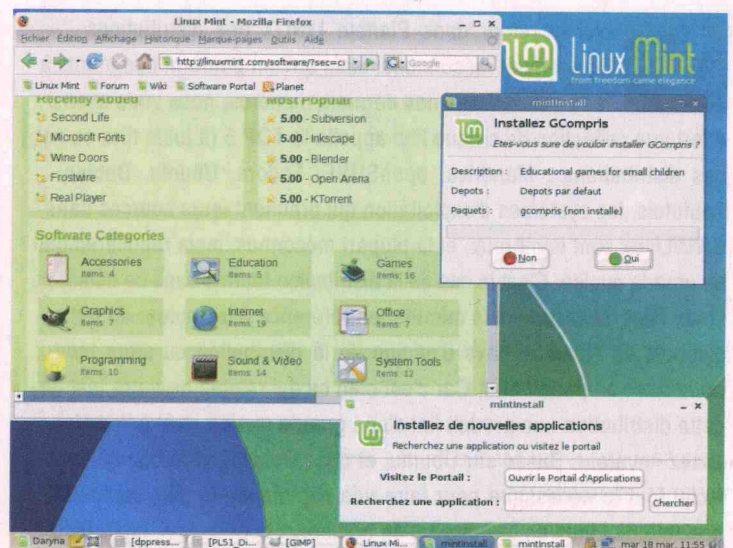 Linux Mint - Mozilla Firefox
Fichier Édition Affichage Historique Marque-pages Outils Aide
http://linuxmint.com/software/?sec=ci
Google
Linux Mint Forum Wiki Software Portal Planet
Recently Added
Second Life
Microsoft Fonts
Wine Doors
Frostwire
Real Player
Most Popular
5.00 - Subversion
5.00 - Inkscape
5.00 - Blender
5.00 - Open Arena
5.00 - KTorrent
Software Categories
Accessories
Items: 4
Education
Items: 5
Games
Items: 16
Graphics
Items: 7
Internet
Items: 19
Office
Items: 7
Programming
Items: 10
Sound & Video
Items: 14
System Tools
Items: 12
Linux Mint
from freedom came elegance
mintInstall
Installez GCompris
Etes-vous sure de vouloir installer GCompris ?
Description : Educational games for small children
Depots : Depots par defaut
Paquets : gcompris (non installe)
Non
Oui
mintInstall
Installez de nouvelles applications
Recherchez une application ou visitez le portail
Visitez le Portail : Ouvrir le Portail d'Applications
Recherchez une application : Chercher
Daryna [dppress... [PL51_Di... [GIMP] Linux Mi... mintInstall mintInstall mar 18 mar, 11:55